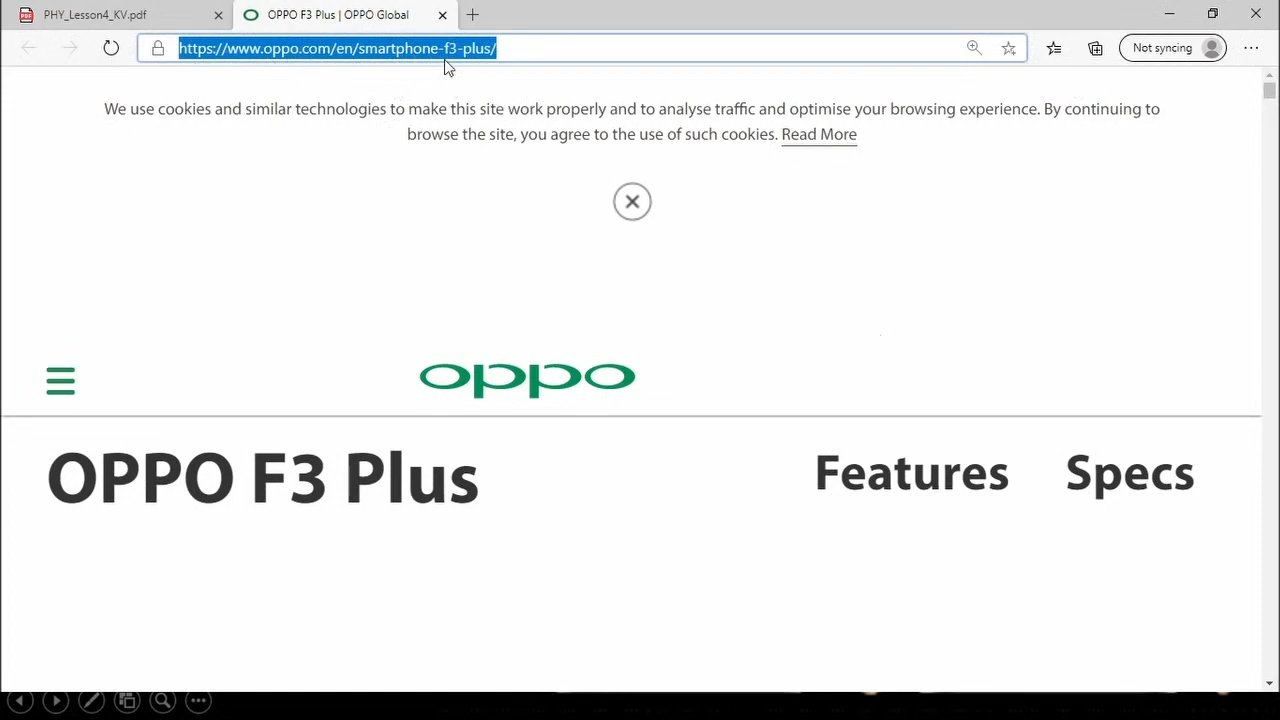 PHY_Lesson4_KV.pdf
OPPO F3 Plus | OPPO Global
https://www.oppo.com/en/smartphone-f3-plus/
Not syncing
We use cookies and similar technologies to make this site work properly and to analyse traffic and optimise your browsing experience. By continuing to
browse the site, you agree to the use of such cookies. Read More
oppo
OPPO F3 Plus
Features
Specs